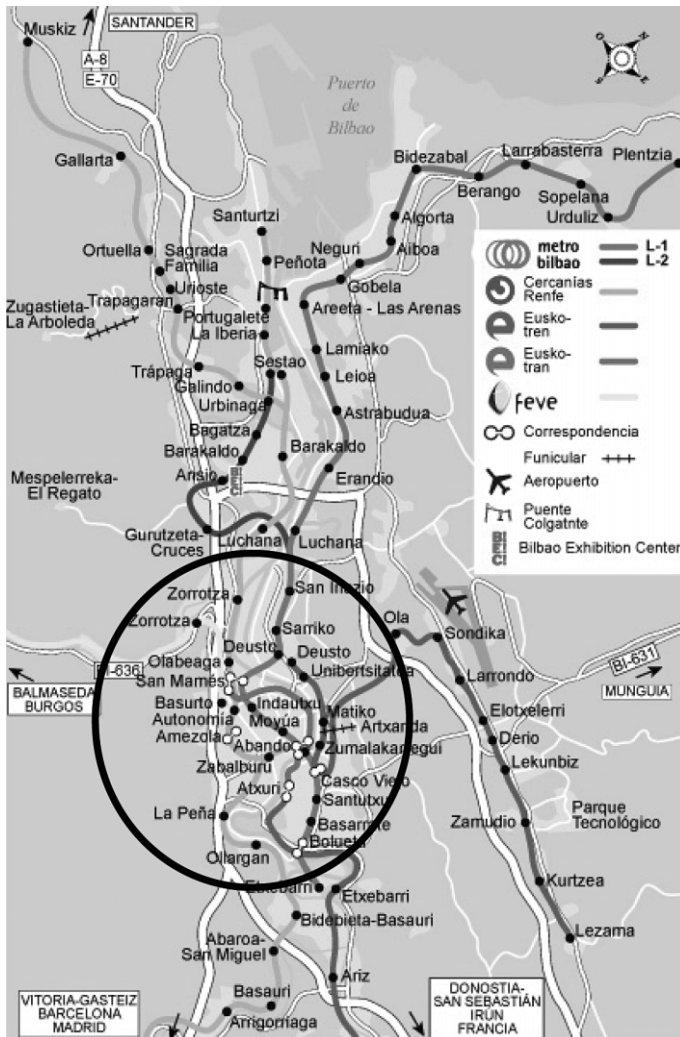 Muskiz
SANTANDER
A-8
E-70
N
E
S
O
Puerto
de
Bilbao
Gallarta
Bidezabal
Larrabasterra
Plentzia
Berango
Sopelana
Urduliz
Santurtzi
Algorta
Neguri
Aiboa
Ortuella
Sagrada
Familia
Peñota
Gobela
Urioste
Zugastieta-
La Arboleda
Trapagaran
Portugalete
Areeta - Las Arenas
La Iberia
Lamiako
Sestao
Trápaga
Galindo
Leioa
Urbinaga
Astrabudua
Bagatza
Barakaldo
Barakaldo
Mespelerreka-
El Regato
Ansio
BEC
Erandio
Gurutzeta-
Cruces
Luchana
Luchana
metro
bilbao
L-1
L-2
Cercanías
Renfe
Eusko-
tren
Eusko-
tran
feve
Correspondencia
Funicular
Aeropuerto
Puente
Colgatnte
BEC
Bilbao Exhibition Center
Zorrotza
San Inazio
Zorrotza
Sarriko
Ola
Sondika
Deusto
Deusto
BI-636
Olabeaga
Unibertsitatea
BI-631
San Mamés
Larrondo
BALMASEDA
BURGOS
MUNGUIA
Basurto
Indautxu
Matiko
Artxanda
Elotxelerri
Autonomía
Moyúa
Amezola
Abando
Zumalakarregui
Derio
Zabalburu
Lekunbiz
Casco Viejo
Atxuri
Santutxu
La Peña
Basarrate
Zamudio
Parque
Tecnológico
Bolueta
Ollargan
Etxebarri
Etxebarri
Kurtzea
Bidebieta-Basauri
Lezama
Abaroa-
San Miguel
Ariz
Basauri
Arrigorriaga
VITORIA-GASTEIZ
BARCELONA
MADRID
DONOSTIA-
SAN SEBASTIÁN
IRÚN
FRANCIA